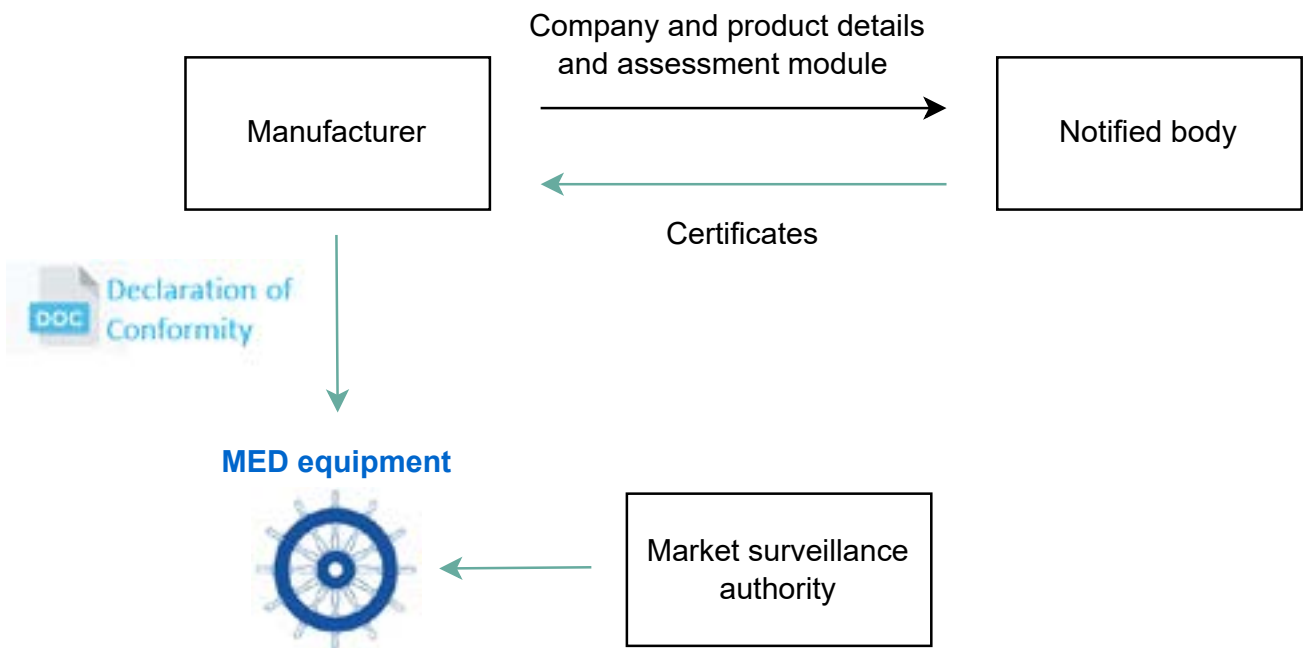 Company and product details
and assessment module
Manufacturer
Notified body
Certificates
DOC
Declaration of
Conformity
MED equipment
Market surveillance
authority